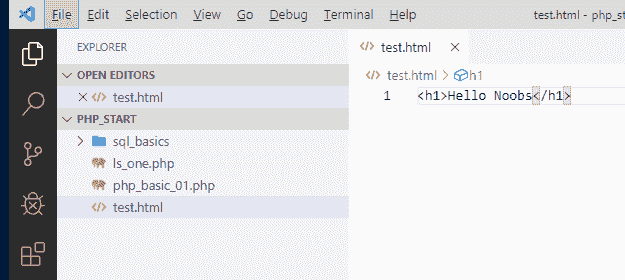 File Edit Selection View Go Debug Terminal Help test.html - php_st
EXPLORER
OPEN EDITORS
test.html
PHP_START
sql_basics
ls_one.php
php_basic_01.php
test.html
test.html
test.html h1
1 <h1>Hello Noobs</h1>